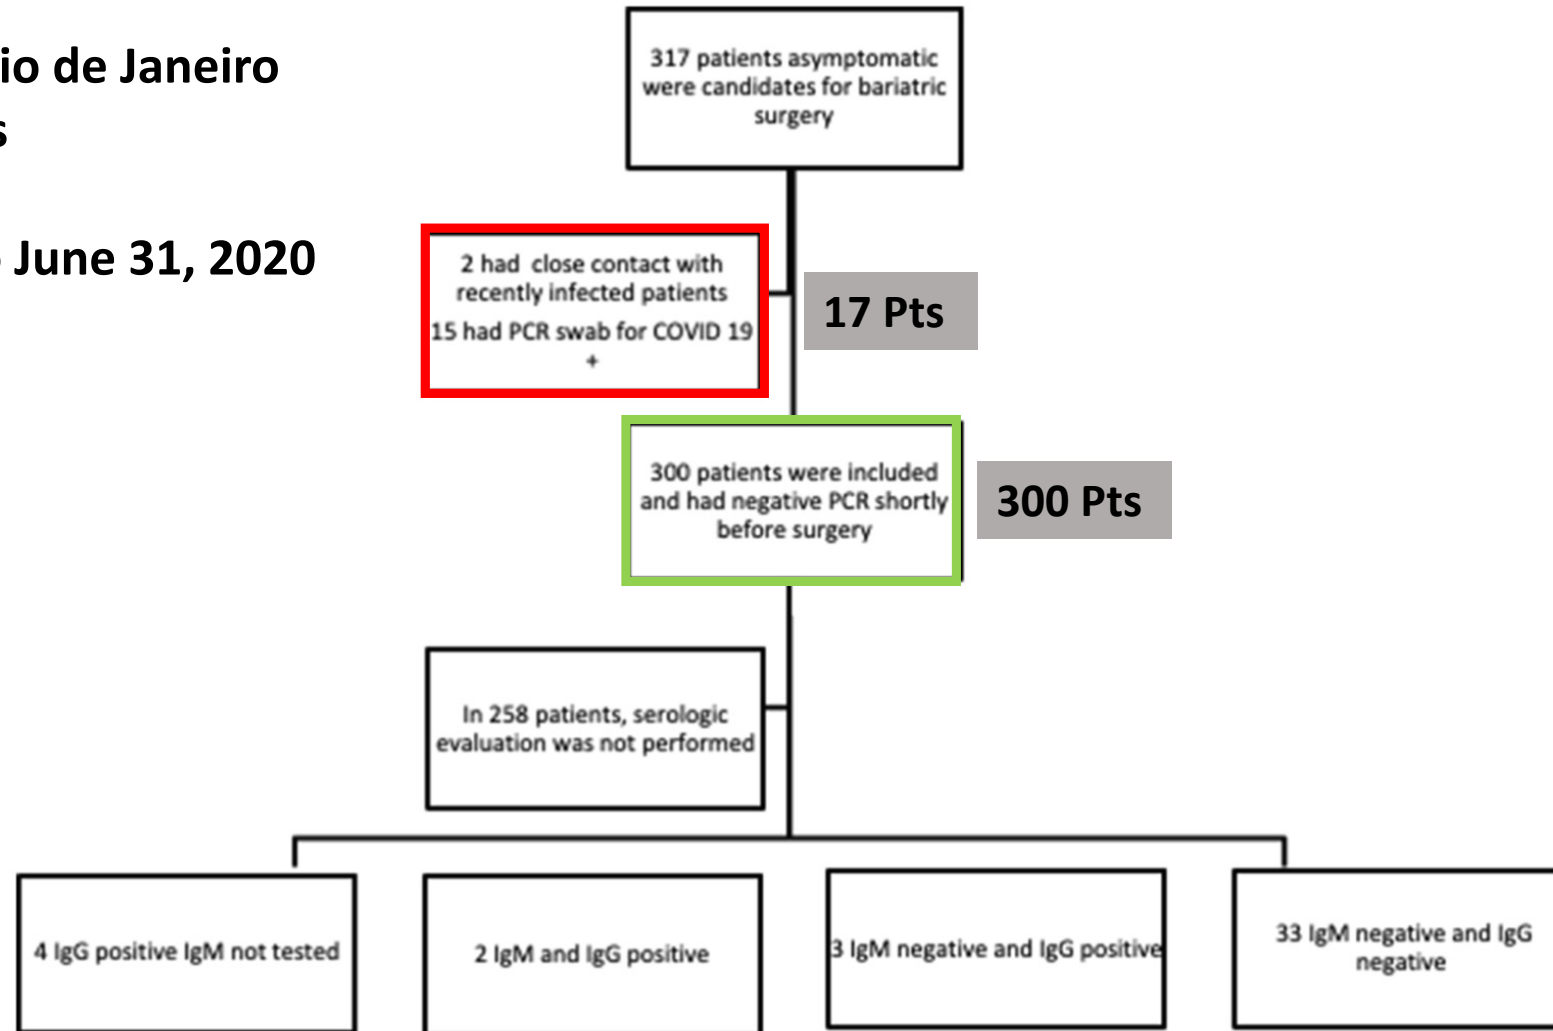 io de Janeiro
s
June 31, 2020
317 patients asymptomatic
were candidates for bariatric
surgery
2 had close contact with
recently infected patients
15 had PCR swab for COVID 19
+
17 Pts
300 patients were included
and had negative PCR shortly
before surgery
300 Pts
In 258 patients, serologic
evaluation was not performed
4 IgG positive IgM not tested
2 IgM and IgG positive
3 IgM negative and IgG positive
33 IgM negative and IgG
negative